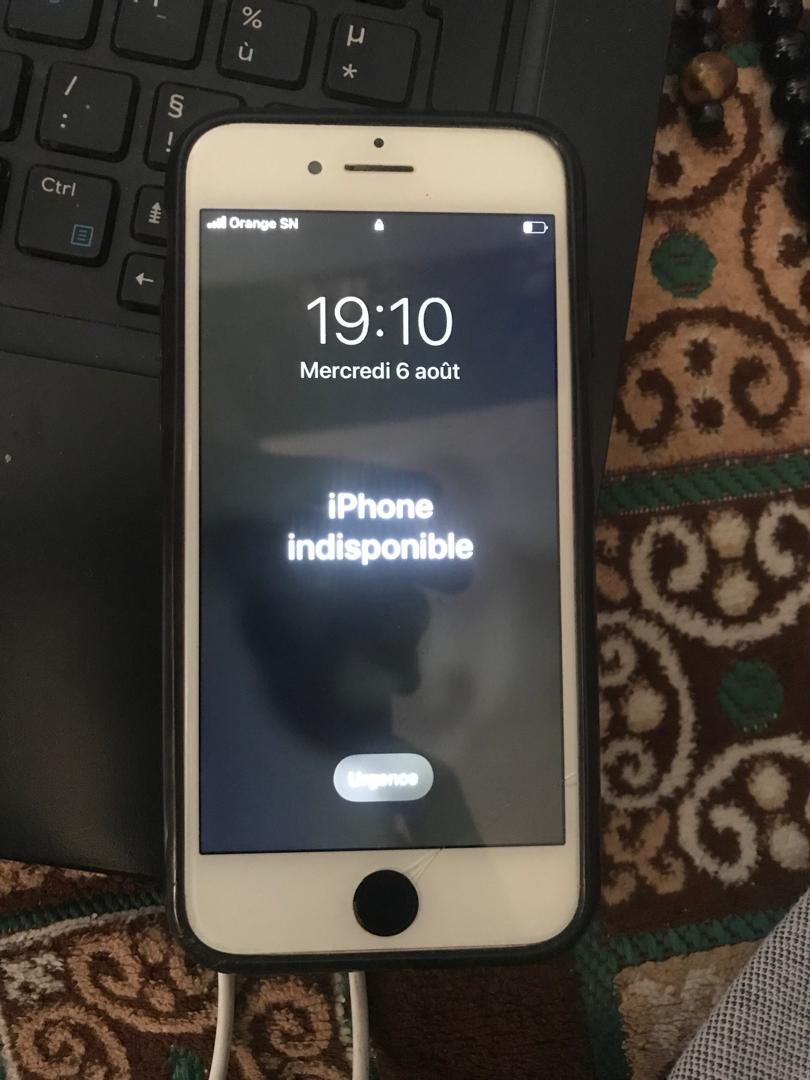 %
ù
µ
*
/
:
§
!
Ctrl
←
Orange SN
19:10
Mercredi 6 août
iPhone
indisponible
Urgence